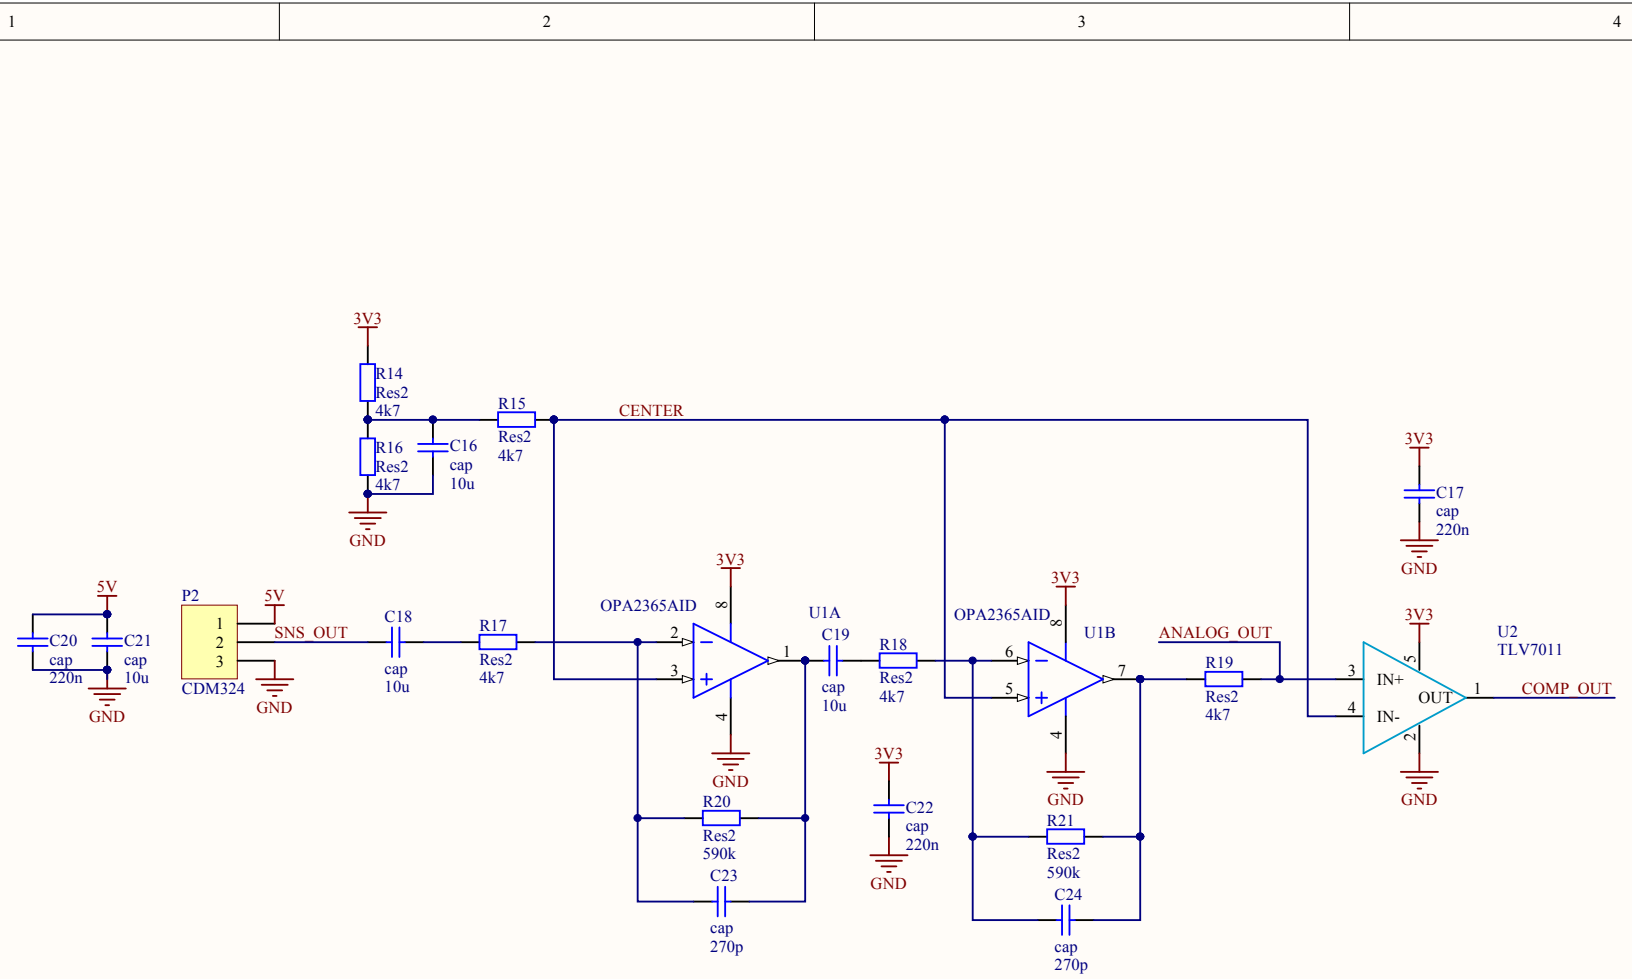 1
2
3
4
3V3
R14
Res2
4k7
R16
Res2
4k7
C16
cap
10u
GND
R15
Res2
4k7
CENTER
3V3
C17
cap
220n
GND
5V
C20
cap
220n
C21
cap
10u
GND
P2
1
2
3
CDM324
5V
SNS_OUT
GND
C18
cap
10u
R17
Res2
4k7
OPA2365AID
3V3
8
2
3
1
4
GND
U1A
C19
cap
10u
R18
Res2
4k7
R20
Res2
590k
C23
cap
270p
3V3
C22
cap
220n
GND
OPA2365AID
3V3
8
U1B
6
5
7
4
GND
R21
Res2
590k
C24
cap
270p
ANALOG_OUT
R19
Res2
4k7
3V3
5
U2
TLV7011
3
IN+
4
IN-
OUT
1
COMP_OUT
2
GND